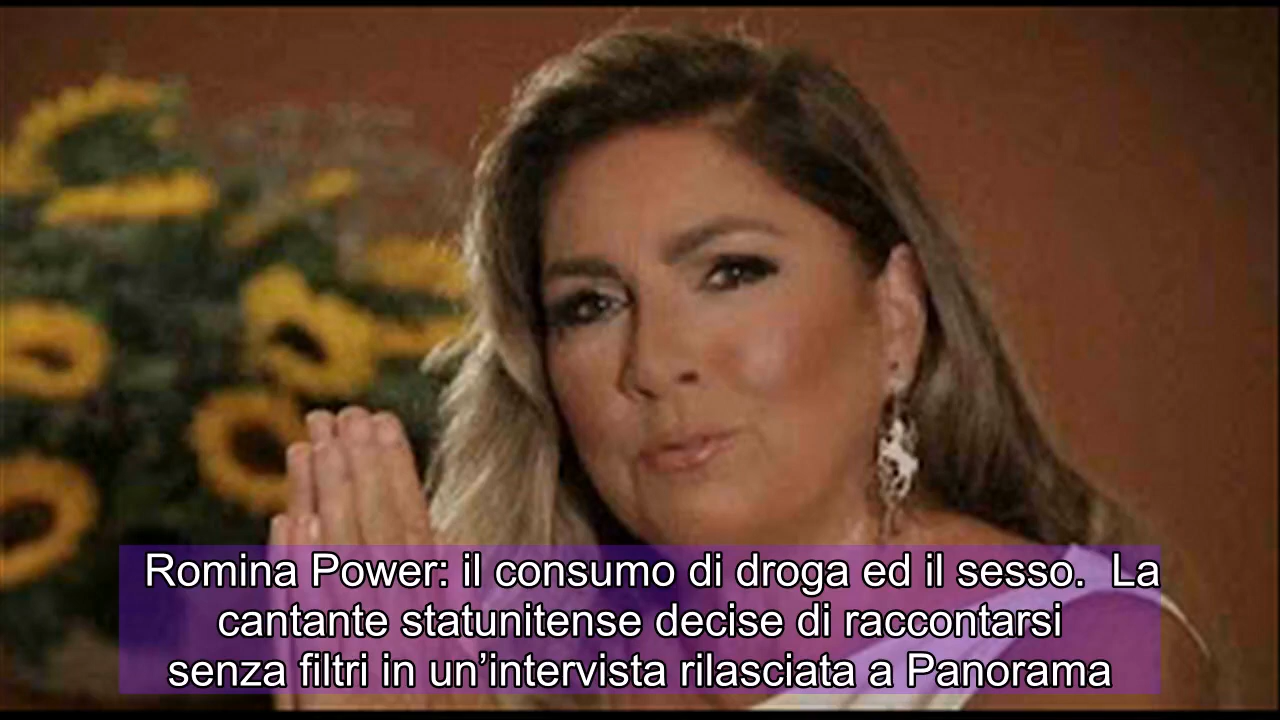 Romina Power: il consumo di droga ed il sesso.  La
cantante statunitense decise di raccontarsi
senza filtri in un’intervista rilasciata a Panorama